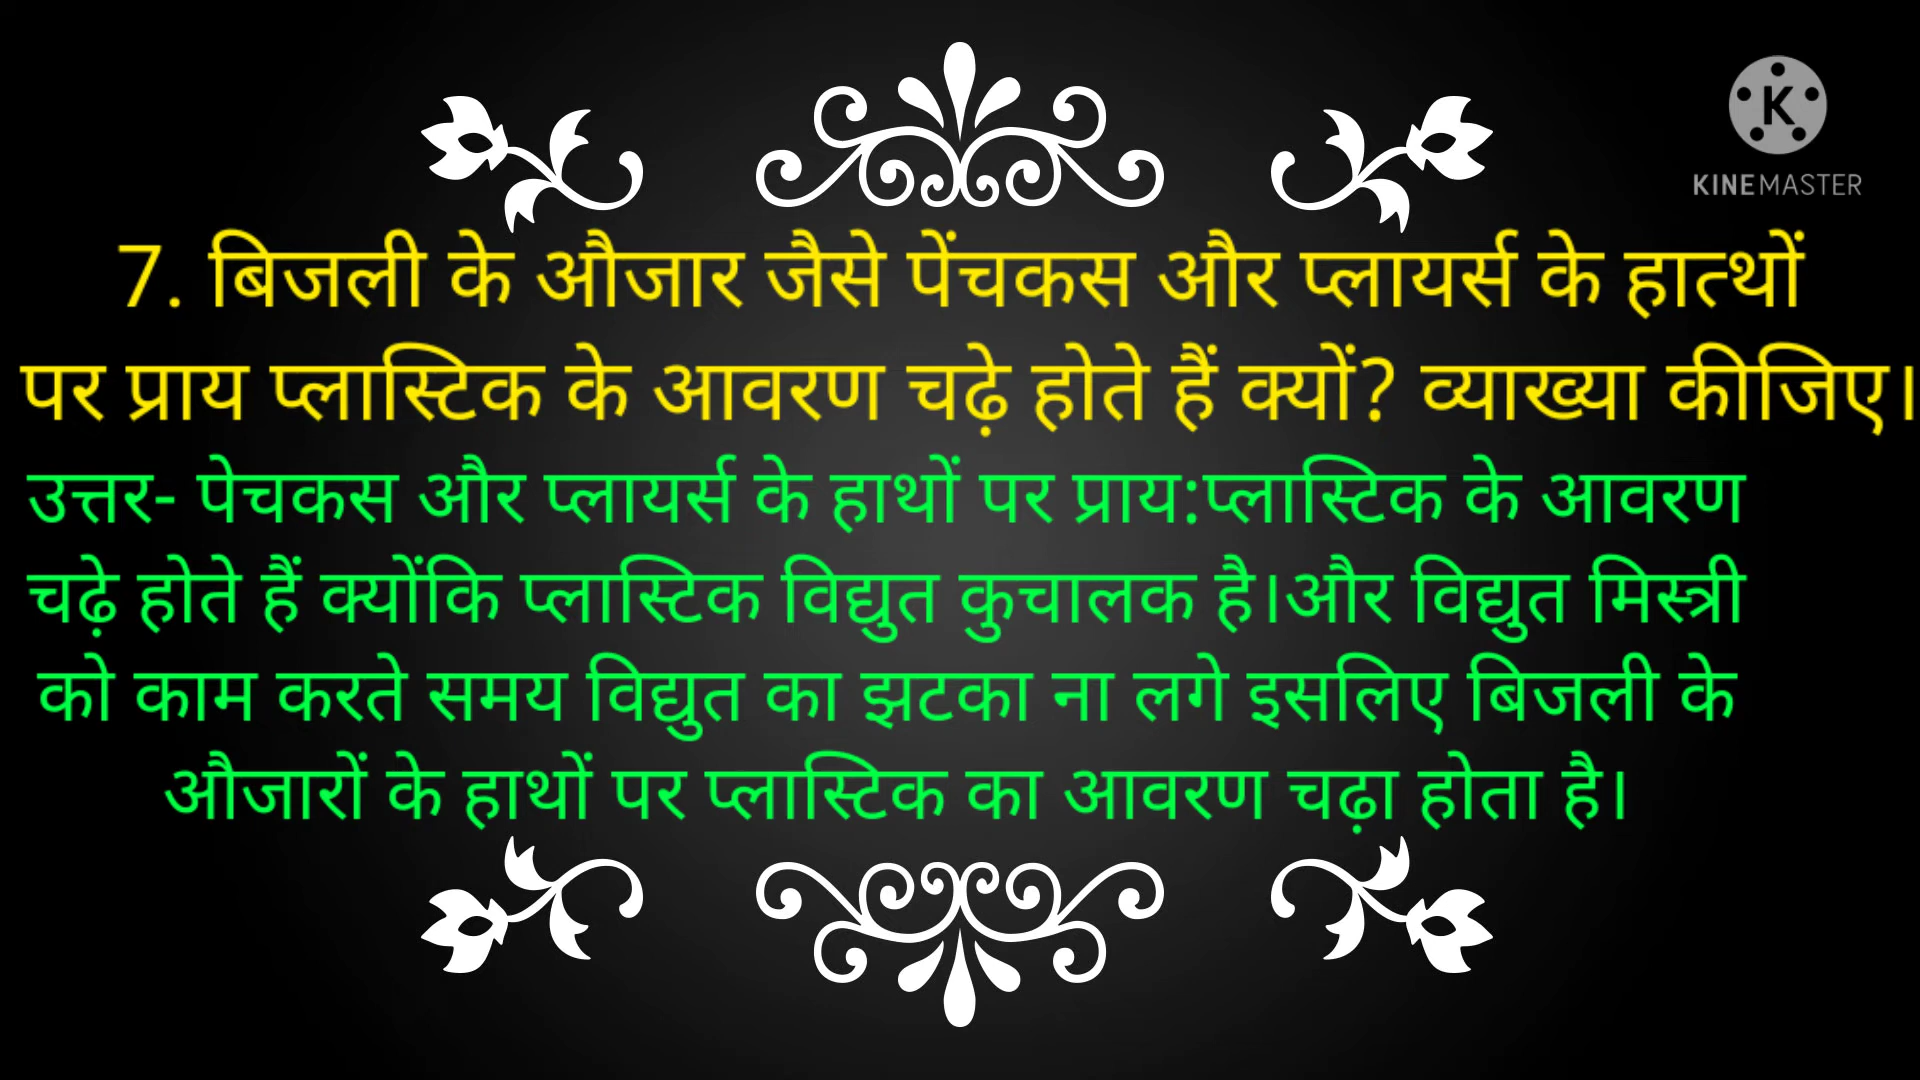 KINEMASTER
7. बिजली के औजार जैसे पेंचकस और प्लायर्स के हात्थों
पर प्राय प्लास्टिक के आवरण चढ़े होते हैं क्यों? व्याख्या कीजिए।
उत्तर- पेचकस और प्लायर्स के हाथों पर प्राय:प्लास्टिक के आवरण
चढ़े होते हैं क्योंकि प्लास्टिक विद्युत कुचालक है।और विद्युत मिस्त्री
को काम करते समय विद्युत का झटका ना लगे इसलिए बिजली के
औजारों के हाथों पर प्लास्टिक का आवरण चढ़ा होता है।